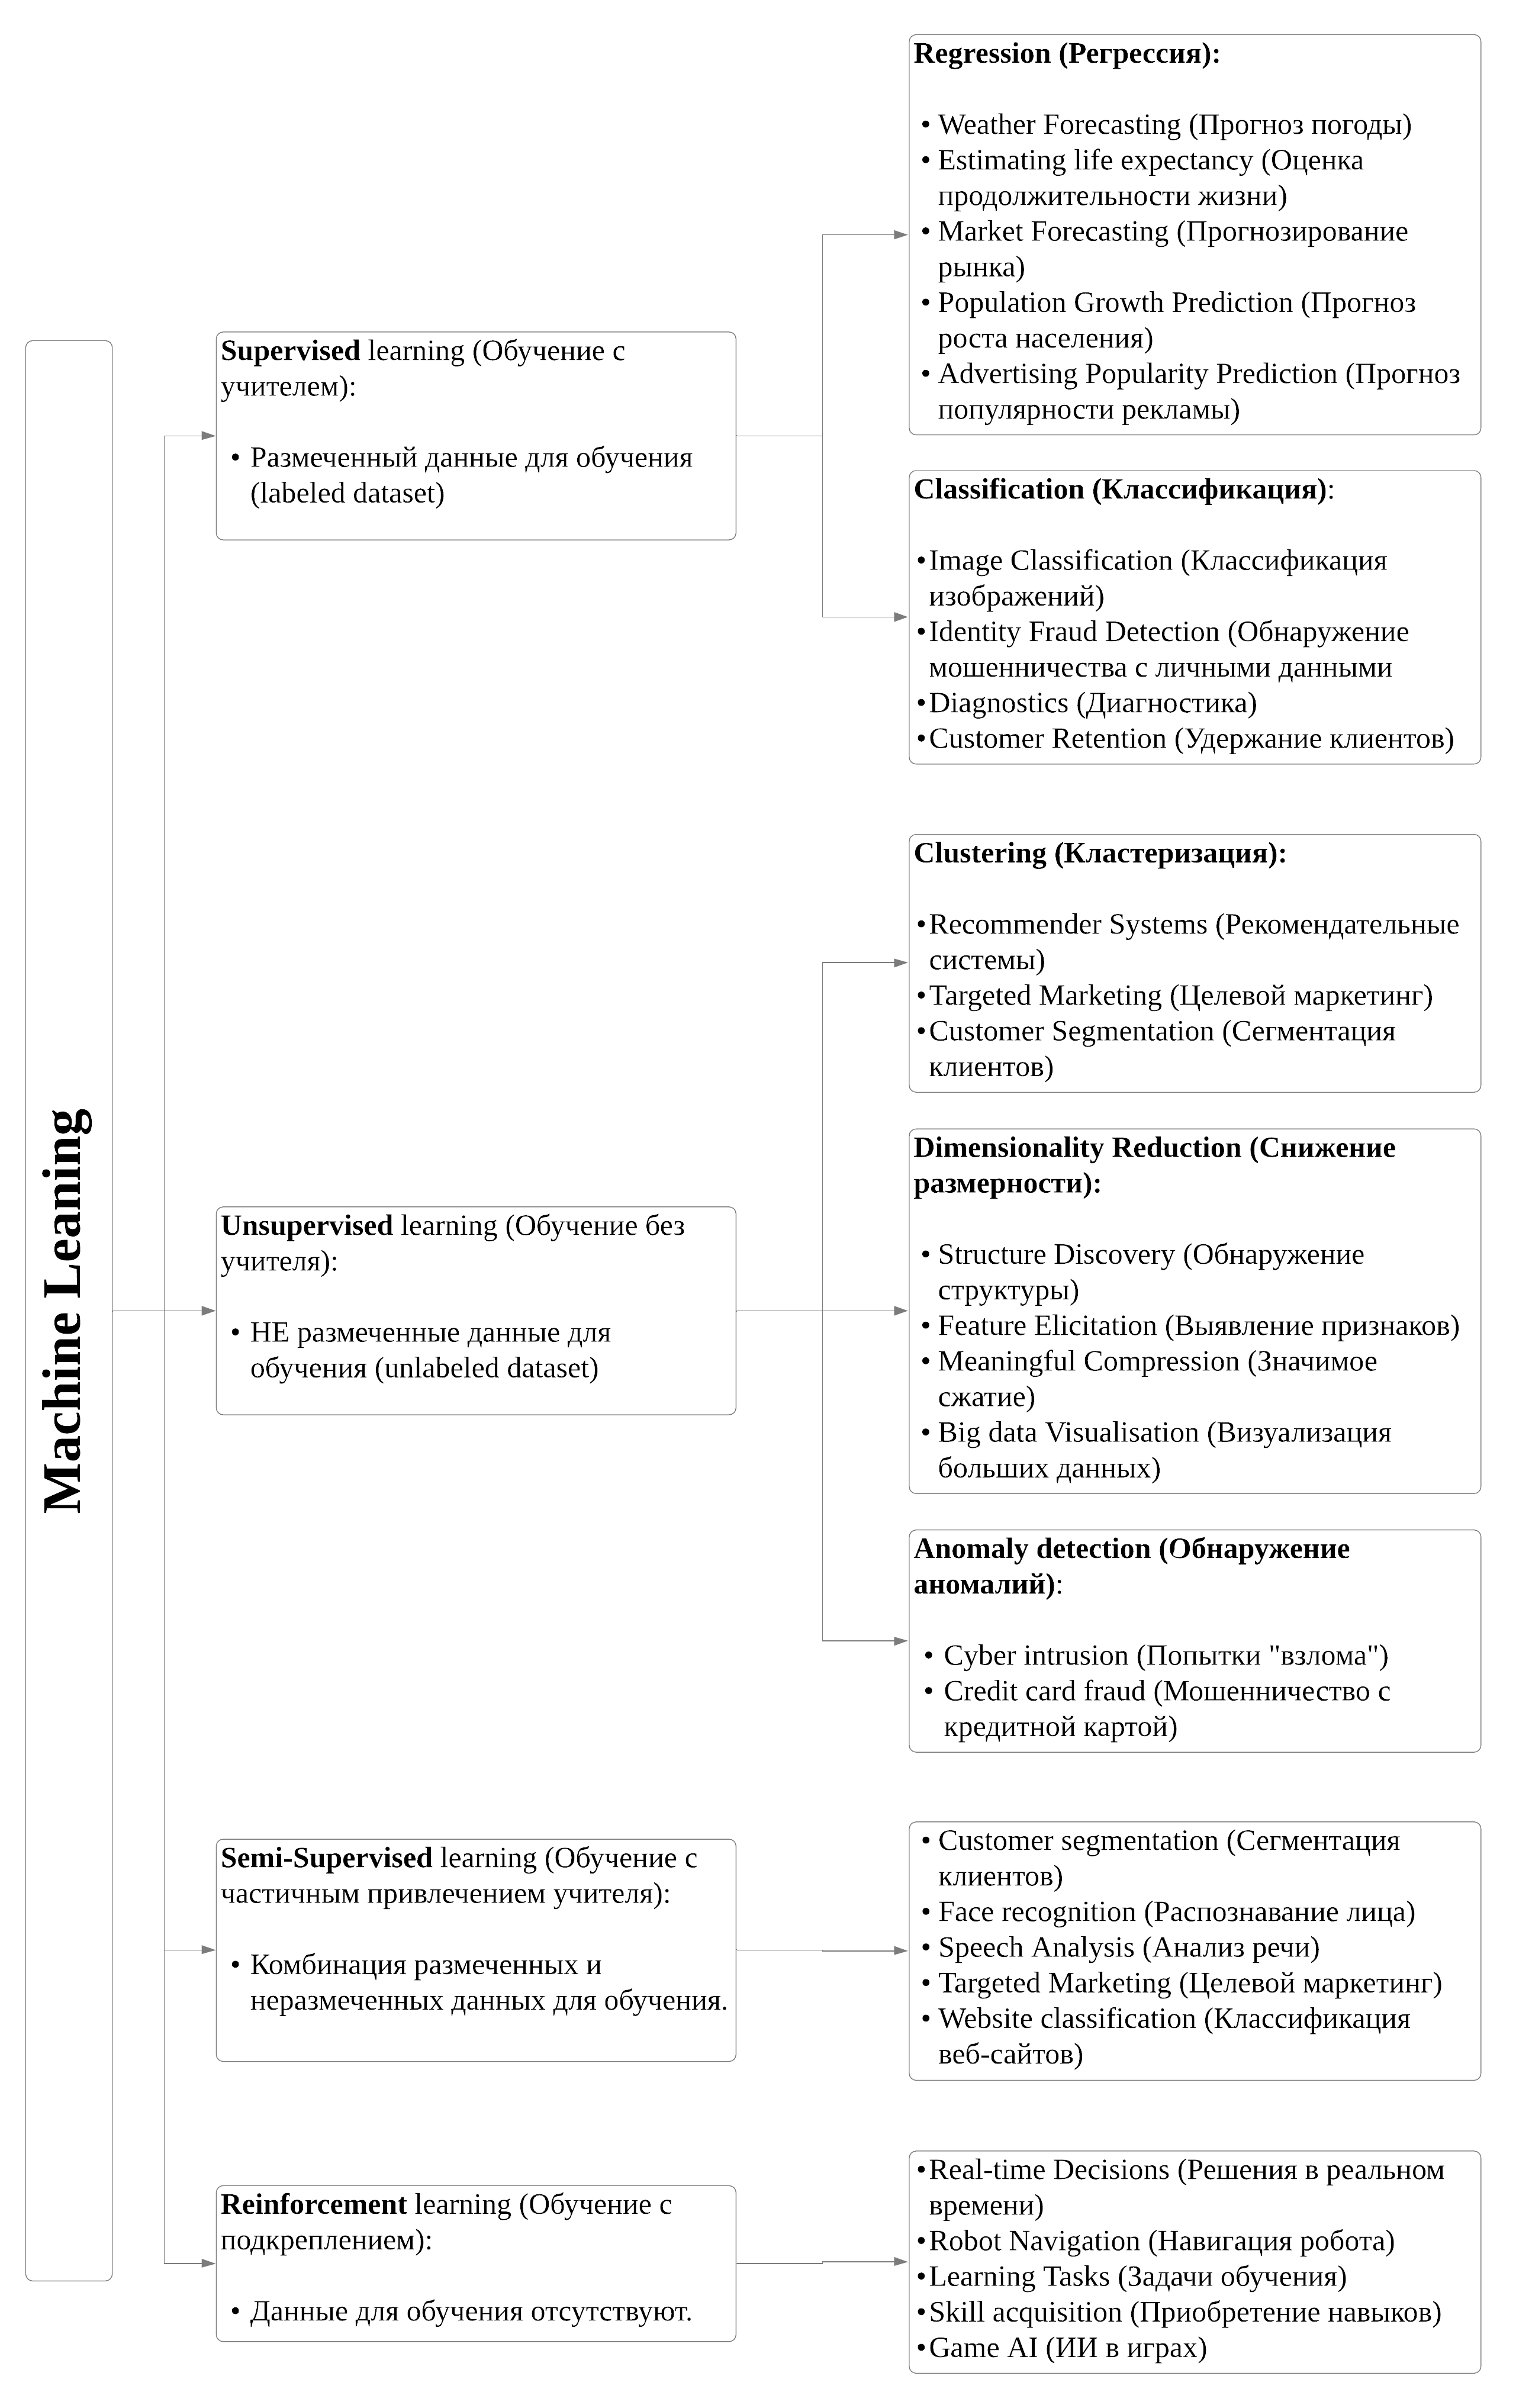 Machine Leaning
Supervised learning (Обучение с
учителем):
• Размеченный данные для обучения
(labeled dataset)
Regression (Регрессия):
• Weather Forecasting (Прогноз погоды)
• Estimating life expectancy (Оценка
продолжительности жизни)
• Market Forecasting (Прогнозирование
рынка)
• Population Growth Prediction (Прогноз
роста населения)
• Advertising Popularity Prediction (Прогноз
популярности рекламы)
Classification (Классификация):
•Image Classification (Классификация
изображений)
•Identity Fraud Detection (Обнаружение
мошенничества с личными данными
•Diagnostics (Диагностика)
•Customer Retention (Удержание клиентов)
Unsupervised learning (Обучение без
учителя):
• НЕ размеченные данные для
обучения (unlabeled dataset)
Clustering (Кластеризация):
•Recommender Systems (Рекомендательные
системы)
•Targeted Marketing (Целевой маркетинг)
•Customer Segmentation (Сегментация
клиентов)
Dimensionality Reduction (Снижение
размерности):
• Structure Discovery (Обнаружение
структуры)
• Feature Elicitation (Выявление признаков)
• Meaningful Compression (Значимое
сжатие)
• Big data Visualisation (Визуализация
больших данных)
Anomaly detection (Обнаружение
аномалий):
• Cyber intrusion (Попытки "взлома")
• Credit card fraud (Мошенничество с
кредитной картой)
Semi-Supervised learning (Обучение с
частичным привлечением учителя):
• Комбинация размеченных и
неразмеченных данных для обучения.
• Customer segmentation (Сегментация
клиентов)
• Face recognition (Распознавание лица)
• Speech Analysis (Анализ речи)
• Targeted Marketing (Целевой маркетинг)
• Website classification (Классификация
веб-сайтов)
Reinforcement learning (Обучение с
подкреплением):
• Данные для обучения отсутствуют.
•Real-time Decisions (Решения в реальном
времени)
•Robot Navigation (Навигация робота)
•Learning Tasks (Задачи обучения)
•Skill acquisition (Приобретение навыков)
•Game AI (ИИ в играх)